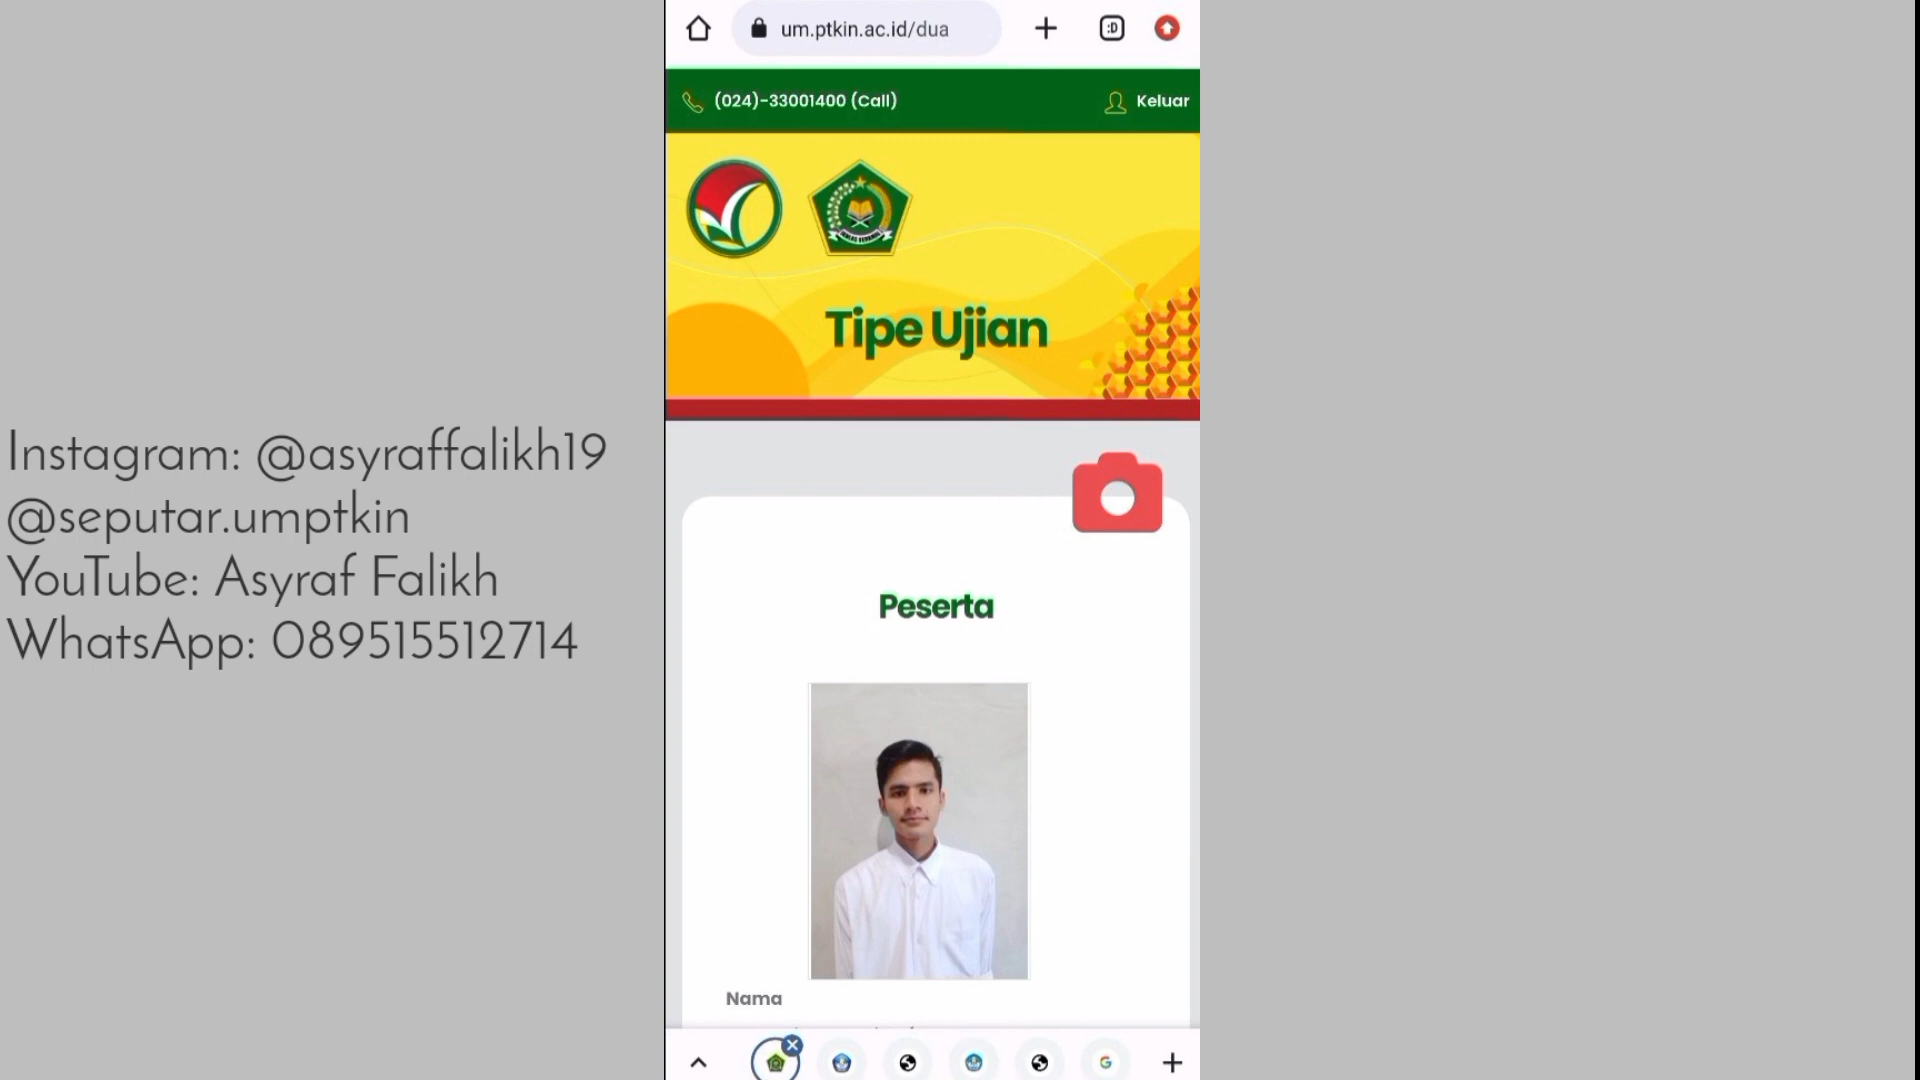 Instagram: @asyraffalikh19
@seputar.umptkin
YouTube: Asyraf Falikh
WhatsApp: 089515512714
um.ptkin.ac.id/dua
:D
(024)-33001400 (Call)
Keluar
Tipe Ujian
Peserta
Nama